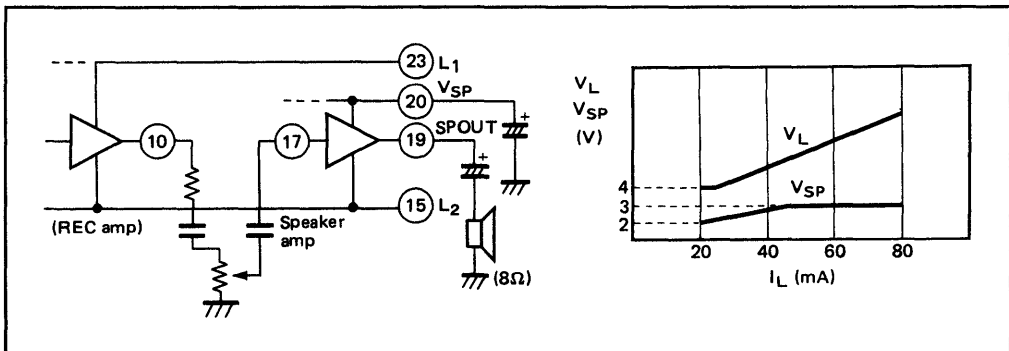 23 L1
VSP
20
10
17
19 SPOUT
+
+
15 L2
(REC amp)
Speaker
amp
(8Ω)
VL
VSP
(V)
VL
VSP
4
3
2
20 40 60 80
IL (mA)